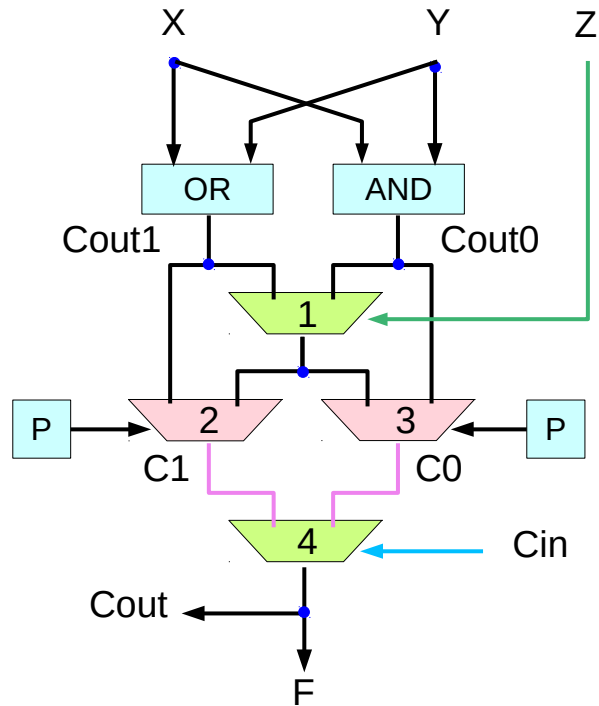 X Y Z
OR AND
Cout1 Cout0
1
P 2 3 P
C1 C0
4 Cin
Cout
F